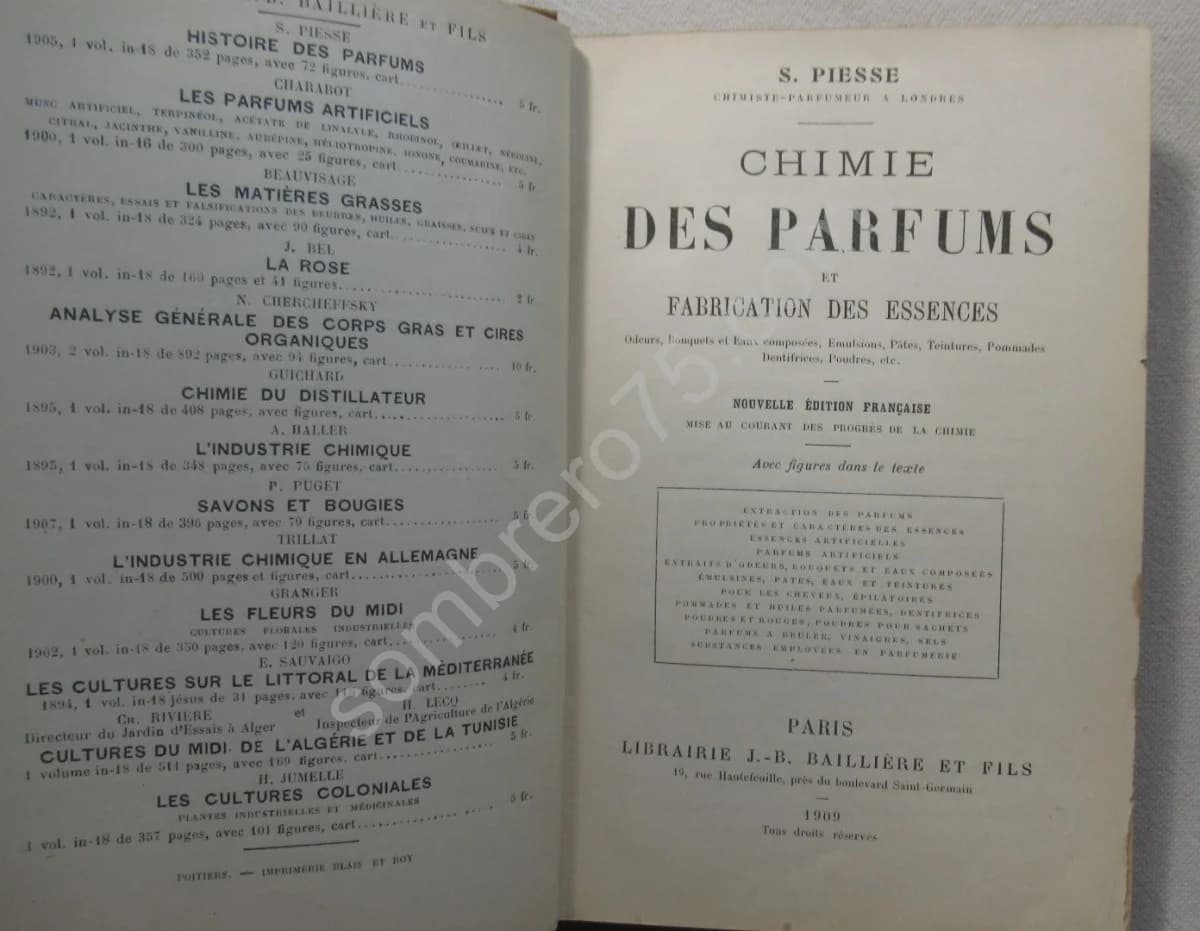 J.-B. BAILLIÈRE ET FILS
S. PIESSE
HISTOIRE DES PARFUMS
1905, 1 vol. in-18 de 352 pages, avec 72 figures, cart. 5 fr.
CHARABOT
LES PARFUMS ARTIFICIELS
MUSC ARTIFICIEL, TERPINÉOL, ACÉTATE DE LINALYLE, RHODINOL, ŒILLET, NÉROLINE,
CITRAL, JACINTHE, VANILLINE, AUBÉPINE, HÉLIOTROPINE, IONONE, COUMARINE, ETC.
1900, 1 vol. in-16 de 300 pages, avec 25 figures, cart. 5 fr
BEAUVISAGE
LES MATIÈRES GRASSES
CARACTÈRES, ESSAIS ET FALSIFICATIONS DES BEURRES, HUILES, GRAISSES, SUIFS ET CIRES
1892, 1 vol. in-18 de 324 pages, avec 90 figures, cart. 4 fr.
J. BEL
LA ROSE
1892, 1 vol. in-18 de 160 pages et 41 figures. 2 fr
N. CHERCHEFFSKY
ANALYSE GÉNÉRALE DES CORPS GRAS ET CIRES
ORGANIQUES
1903, 2 vol. in-18 de 892 pages, avec 94 figures, cart. 10 fr.
GUICHARD
CHIMIE DU DISTILLATEUR
1895, 1 vol. in-18 de 408 pages, avec figures, cart. 5 fr.
A. HALLER
L'INDUSTRIE CHIMIQUE
1895, 1 vol. in-18 de 348 pages, avec 75 figures, cart. 5 fr.
P. PUGET
SAVONS ET BOUGIES
1907, 1 vol. in-18 de 396 pages, avec 79 figures, cart. 5 fr
TRILLAT
L'INDUSTRIE CHIMIQUE EN ALLEMAGNE
1900, 1 vol. in-18 de 500 pages et figures, cart. 5 fr.
GRANGER
LES FLEURS DU MIDI
CULTURES FLORALES INDUSTRIELLES
1902, 1 vol. in-18 de 350 pages, avec 120 figures, cart. 4 fr.
E. SAUVAIGO
LES CULTURES SUR LE LITTORAL DE LA MÉDITERRANÉE
1894, 1 vol. in-18 jésus de 31 pages, avec figures, cart. 4 fr.
CH. RIVIÈRE et H. LECQ
Directeur du Jardin d'Essais à Alger Inspecteur de l'Agriculture de l'Algérie
CULTURES DU MIDI, DE L'ALGÉRIE ET DE LA TUNISIE
1 volume in-18 de 511 pages, avec 169 figures, cart. 5 fr.
H. JUMELLE
LES CULTURES COLONIALES
PLANTES INDUSTRIELLES ET MÉDICINALES
1 vol. in-18 de 357 pages, avec 101 figures, cart. 5 fr.
POITIERS. — IMPRIMERIE BLAIS ET ROY
S. PIESSE
CHIMISTE-PARFUMEUR A LONDRES
CHIMIE
DES PARFUMS
ET
FABRICATION DES ESSENCES
Odeurs, Bouquets et Eaux composées, Emulsions, Pâtes, Teintures, Pommades
Dentifrices, Poudres, etc.
NOUVELLE ÉDITION FRANÇAISE
MISE AU COURANT DES PROGRÈS DE LA CHIMIE
Avec figures dans le texte
EXTRACTION DES PARFUMS
PROPRIÉTÉS ET CARACTÈRES DES ESSENCES
ESSENCES ARTIFICIELLES
PARFUMS ARTIFICIELS
EXTRAITS D'ODEURS, BOUQUETS ET EAUX COMPOSÉES
ÉMULSINES, PATES, EAUX ET TEINTURES
POUR LES CHEVEUX, ÉPILATOIRES
POMMADES ET HUILES PARFUMÉES, DENTIFRICES
POUDRES ET ROUGES, POUDRES POUR SACHETS
PARFUMS A BRULER, VINAIGRES, SELS
SUBSTANCES EMPLOYÉES EN PARFUMERIE
PARIS
LIBRAIRIE J.-B. BAILLIÈRE ET FILS
19, rue Hautefeuille, près du boulevard Saint-Germain
1909
Tous droits réservés
sombrero75.co